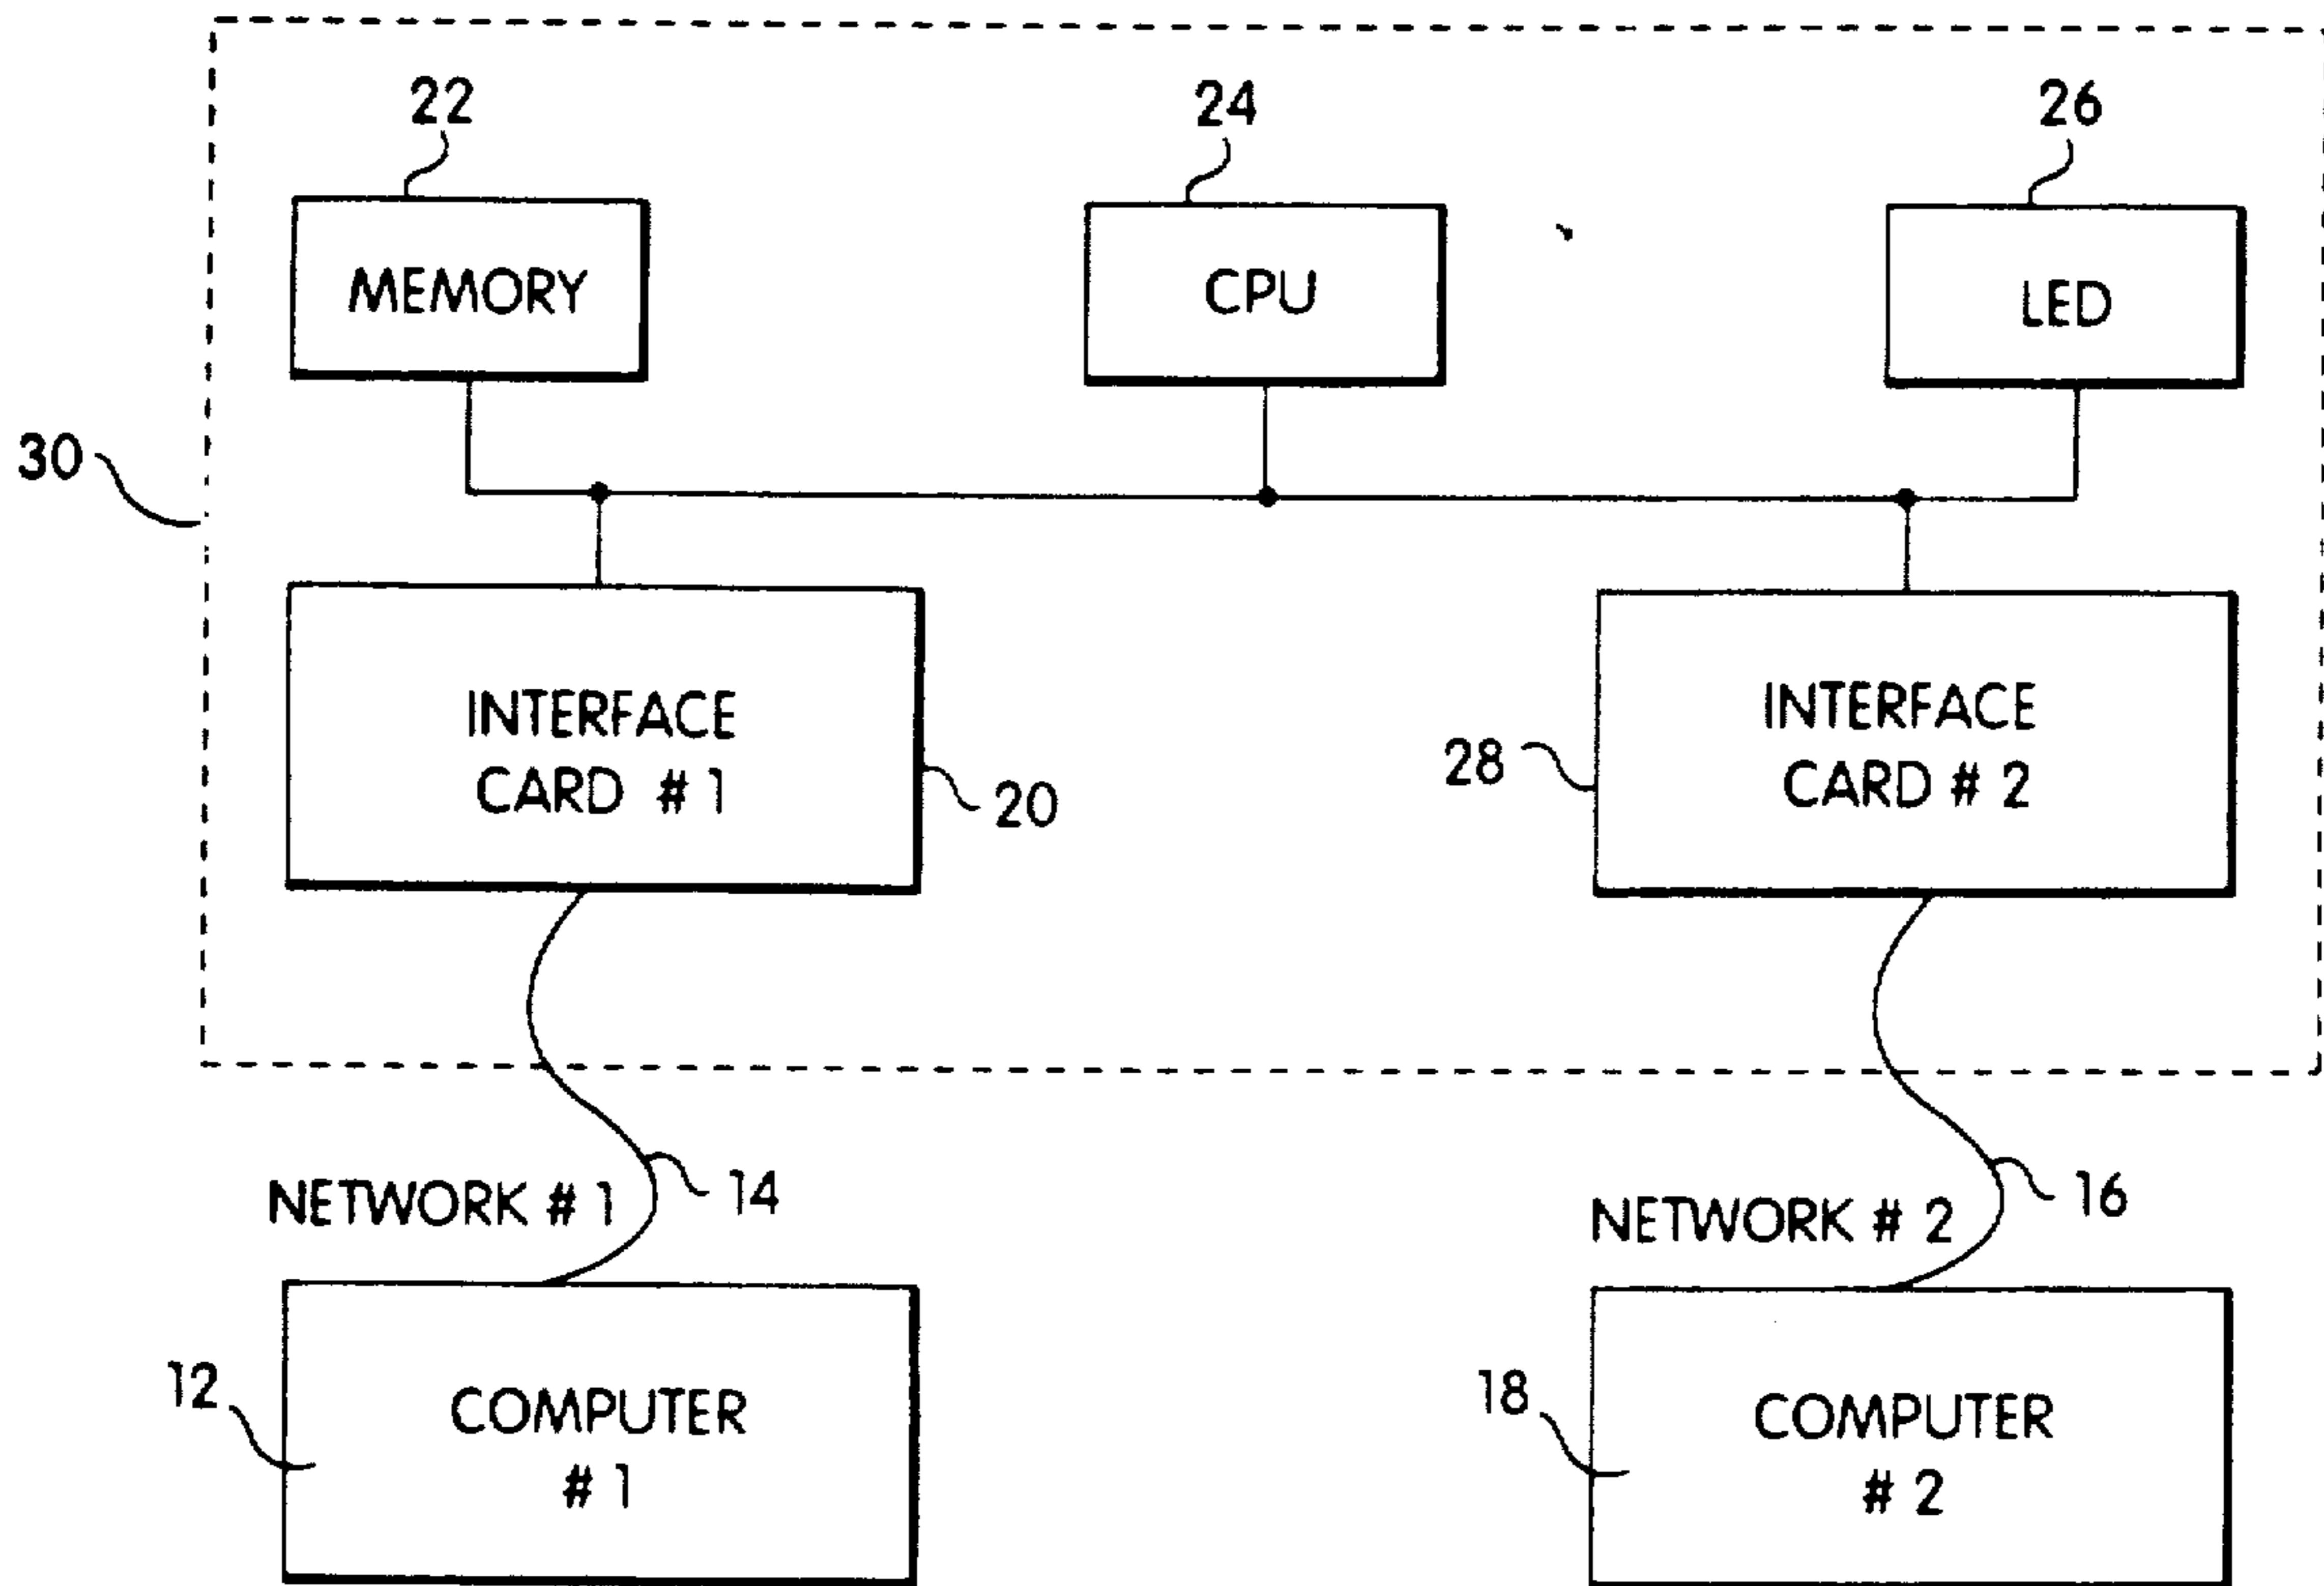 22
24
26
MEMORY
CPU
LED
30
INTERFACE
CARD # 1
20
INTERFACE
CARD # 2
28
NETWORK # 1
14
NETWORK # 2
16
12
COMPUTER
# 1
18
COMPUTER
# 2